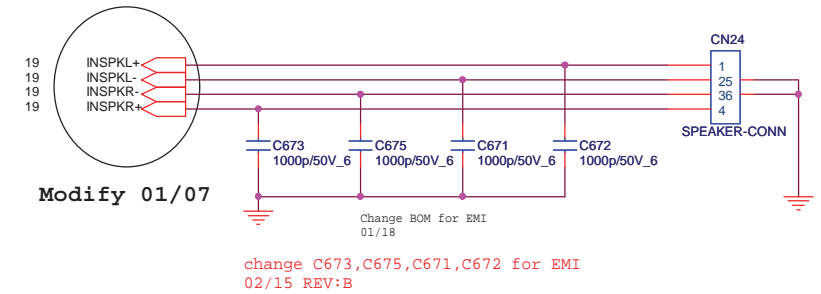 CN24
19 INSPKL+ 1
19 INSPKL- 25
19 INSPKR- 36
19 INSPKR+ 4
SPEAKER-CONN
C673 C675 C671 C672
1000p/50V_6 1000p/50V_6 1000p/50V_6 1000p/50V_6
Modify 01/07
Change BOM for EMI
01/18
change C673,C675,C671,C672 for EMI
02/15 REV:B